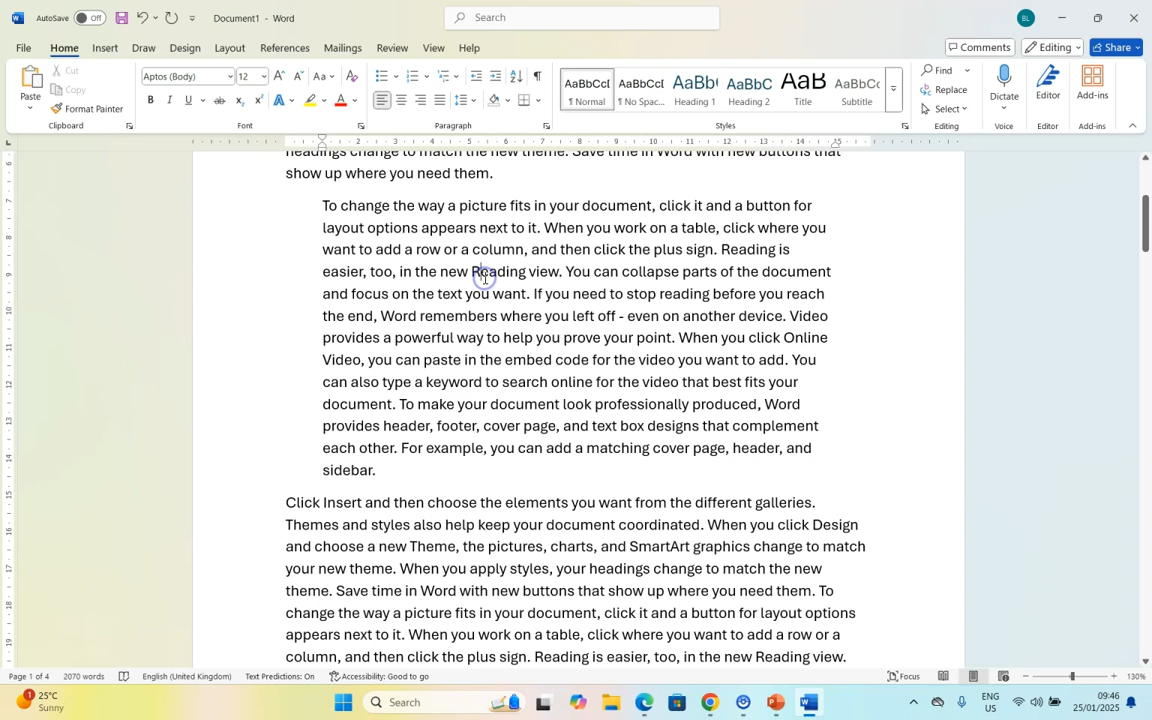 AutoSave Off Document1 - Word Search BL
File Home Insert Draw Design Layout References Mailings Review View Help Comments Editing Share
Paste Cut Copy Format Painter
Aptos (Body) 12
AaBbCcI ¶ Normal
AaBbCcI ¶ No Spac...
AaBb( Heading 1
AaBbC Heading 2
AaB Title
AaBbCc Subtitle
Find Replace Select
Dictate Editor Add-ins
Clipboard Font Paragraph Styles Editing Voice Editor Add-ins
headings change to match the new theme. Save time in Word with new buttons that
show up where you need them.
To change the way a picture fits in your document, click it and a button for
layout options appears next to it. When you work on a table, click where you
want to add a row or a column, and then click the plus sign. Reading is
easier, too, in the new Reading view. You can collapse parts of the document
and focus on the text you want. If you need to stop reading before you reach
the end, Word remembers where you left off - even on another device. Video
provides a powerful way to help you prove your point. When you click Online
Video, you can paste in the embed code for the video you want to add. You
can also type a keyword to search online for the video that best fits your
document. To make your document look professionally produced, Word
provides header, footer, cover page, and text box designs that complement
each other. For example, you can add a matching cover page, header, and
sidebar.
Click Insert and then choose the elements you want from the different galleries.
Themes and styles also help keep your document coordinated. When you click Design
and choose a new Theme, the pictures, charts, and SmartArt graphics change to match
your new theme. When you apply styles, your headings change to match the new
theme. Save time in Word with new buttons that show up where you need them. To
change the way a picture fits in your document, click it and a button for layout options
appears next to it. When you work on a table, click where you want to add a row or a
column, and then click the plus sign. Reading is easier, too, in the new Reading view.
Page 1 of 4 2070 words English (United Kingdom) Text Predictions: On Accessibility: Good to go Focus 130%
25°C
Sunny
Search
ENG
US
09:46
25/01/2025